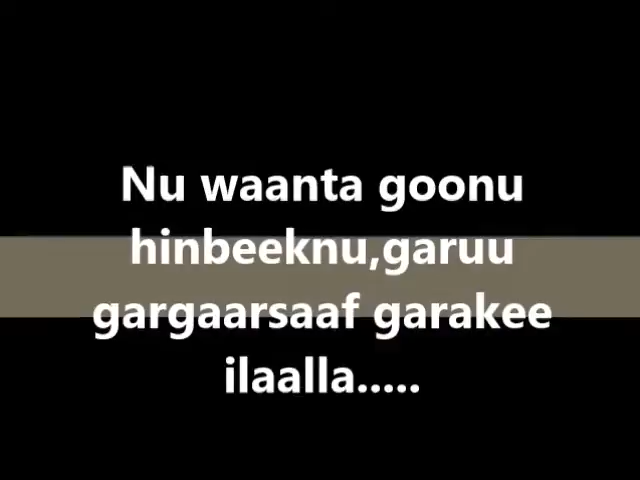 Nu waanta goonu
hinbeeknu,garuu
gargaarsaaf garakee
ilaalla.....